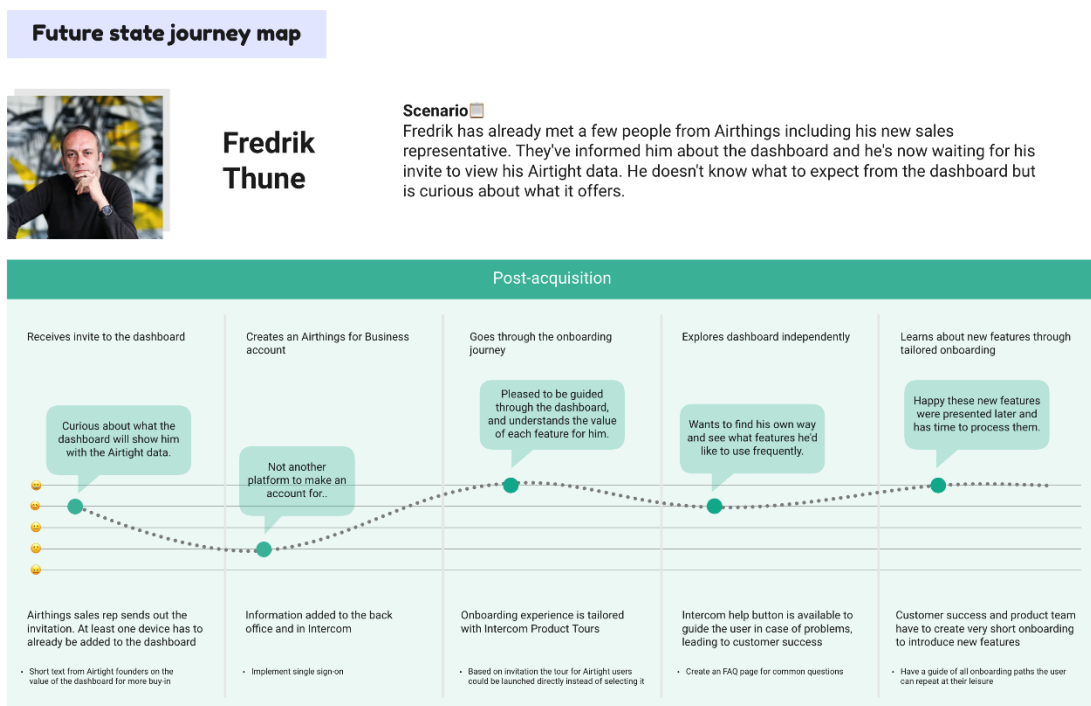 Future state journey map
Fredrik
Thune
Scenario📋
Fredrik has already met a few people from Airthings including his new sales
representative. They've informed him about the dashboard and he's now waiting for his
invite to view his Airtight data. He doesn't know what to expect from the dashboard but
is curious about what it offers.
Post-acquisition
Receives invite to the dashboard
Creates an Airthings for Business
account
Goes through the onboarding
journey
Explores dashboard independently
Learns about new features through
tailored onboarding
Curious about what the
dashboard will show him
with the Airtight data.
Not another
platform to make an
account for..
Pleased to be guided
through the dashboard,
and understands the value
of each feature for him.
Wants to find his own way
and see what features he'd
like to use frequently.
Happy these new features
were presented later and
has time to process them.
Airthings sales rep sends out the
invitation. At least one device has to
already be added to the dashboard
• Short text from Airtight founders on the
value of the dashboard for more buy-in
Information added to the back
office and in Intercom
• Implement single sign-on
Onboarding experience is tailored
with Intercom Product Tours
• Based on invitation the tour for Airtight users
could be launched directly instead of selecting it
Intercom help button is available to
guide the user in case of problems,
leading to customer success
• Create an FAQ page for common questions
Customer success and product team
have to create very short onboarding
to introduce new features
• Have a guide of all onboarding paths the user
can repeat at their leisure